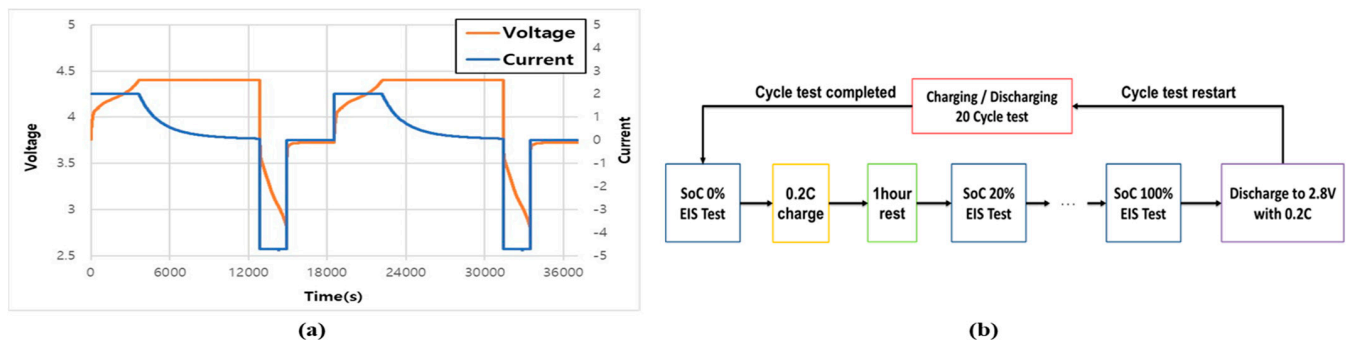 5
4.5
4
3.5
3
2.5
Voltage
5
4
3
2
1
0
-1
-2
-3
-4
-5
Current
Voltage
Current
0
6000
12000
18000
24000
30000
36000
Time(s)
(a)
Cycle test completed
Charging / Discharging
20 Cycle test
Cycle test restart
SoC 0%
EIS Test
0.2C
charge
1hour
rest
SoC 20%
EIS Test
...
SoC 100%
EIS Test
Discharge to 2.8V
with 0.2C
(b)